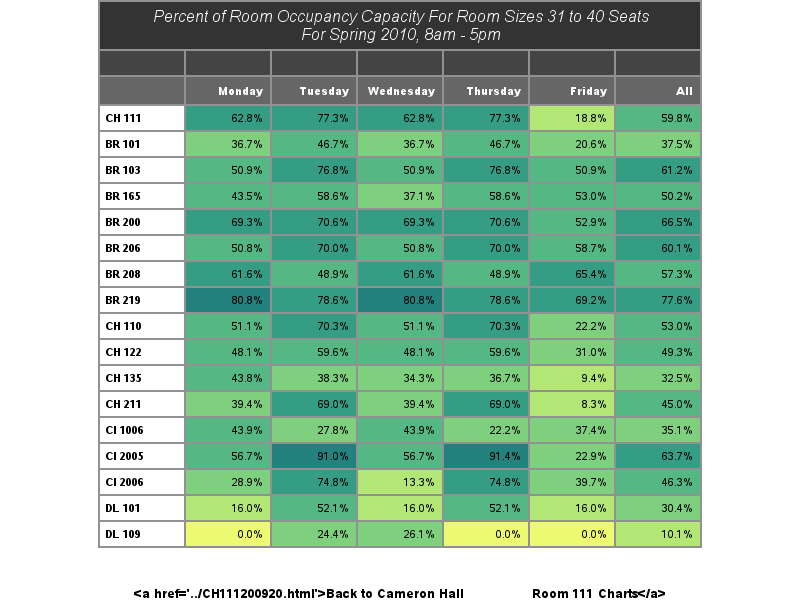 Percent of Room Occupancy Capacity For Room Sizes 31 to 40 Seats
For Spring 2010, 8am - 5pm
Monday Tuesday Wednesday Thursday Friday All
CH 111 62.8% 77.3% 62.8% 77.3% 18.8% 59.8%
BR 101 36.7% 46.7% 36.7% 46.7% 20.6% 37.5%
BR 103 50.9% 76.8% 50.9% 76.8% 50.9% 61.2%
BR 165 43.5% 58.6% 37.1% 58.6% 53.0% 50.2%
BR 200 69.3% 70.6% 69.3% 70.6% 52.9% 66.5%
BR 206 50.8% 70.0% 50.8% 70.0% 58.7% 60.1%
BR 208 61.6% 48.9% 61.6% 48.9% 65.4% 57.3%
BR 219 80.8% 78.6% 80.8% 78.6% 69.2% 77.6%
CH 110 51.1% 70.3% 51.1% 70.3% 22.2% 53.0%
CH 122 48.1% 59.6% 48.1% 59.6% 31.0% 49.3%
CH 135 43.8% 38.3% 34.3% 36.7% 9.4% 32.5%
CH 211 39.4% 69.0% 39.4% 69.0% 8.3% 45.0%
CI 1006 43.9% 27.8% 43.9% 22.2% 37.4% 35.1%
CI 2005 56.7% 91.0% 56.7% 91.4% 22.9% 63.7%
CI 2006 28.9% 74.8% 13.3% 74.8% 39.7% 46.3%
DL 101 16.0% 52.1% 16.0% 52.1% 16.0% 30.4%
DL 109 0.0% 24.4% 26.1% 0.0% 0.0% 10.1%
<a href='../CH111200920.html'>Back to Cameron Hall Room 111 Charts</a>